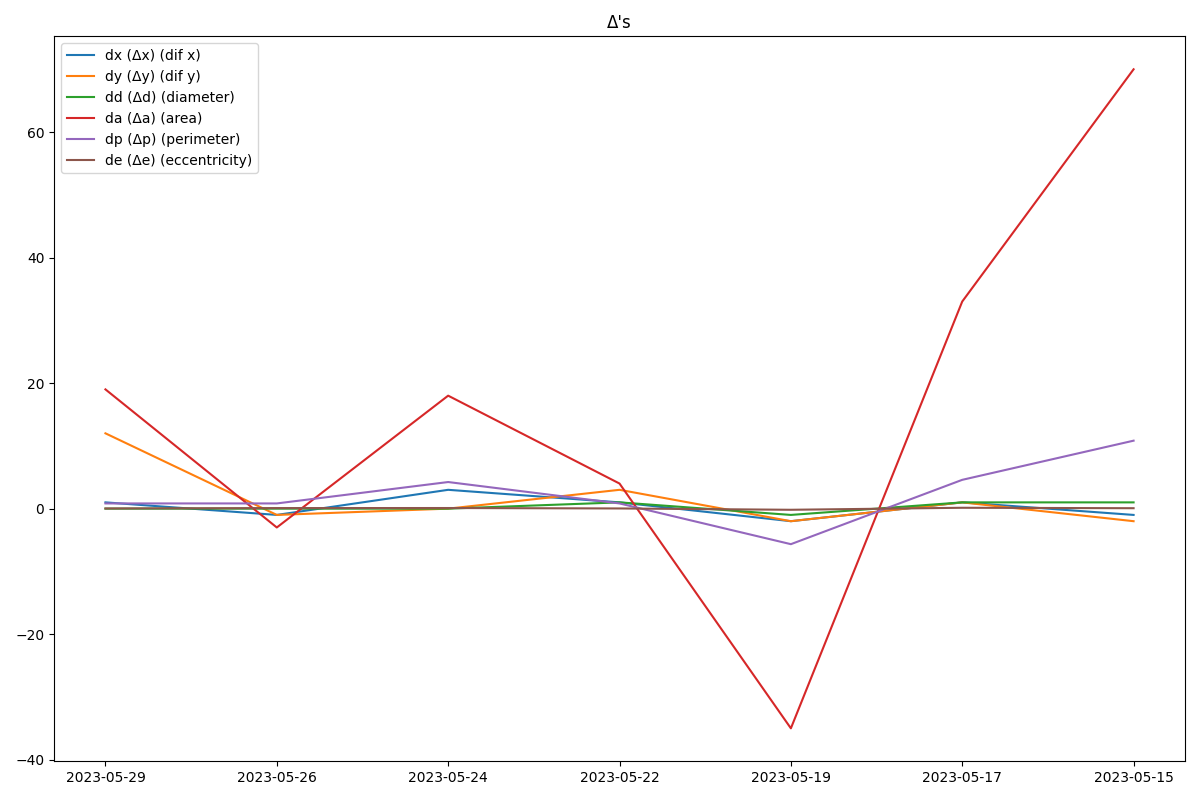 Δ's
dx (Δx) (dif x)
dy (Δy) (dif y)
dd (Δd) (diameter)
da (Δa) (area)
dp (Δp) (perimeter)
de (Δe) (eccentricity)
60
40
20
0
−20
−40
2023-05-29 2023-05-26 2023-05-24 2023-05-22 2023-05-19 2023-05-17 2023-05-15